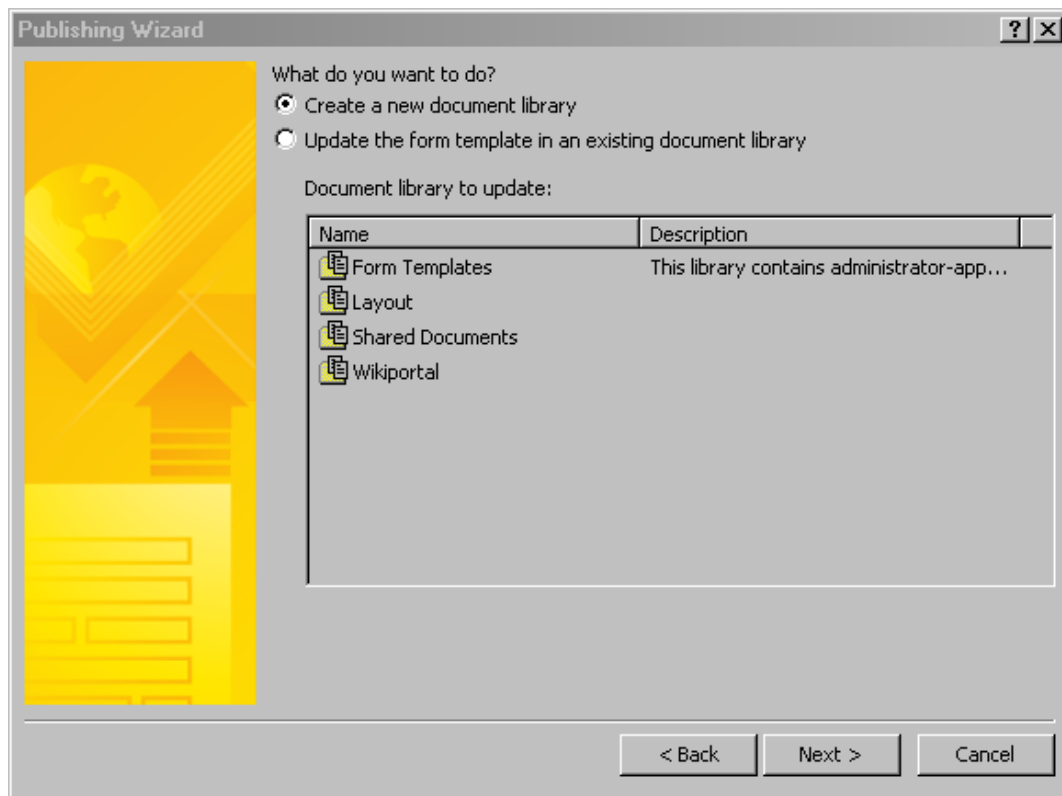 Publishing Wizard
What do you want to do?
Create a new document library
Update the form template in an existing document library
Document library to update:
Name Description
Form Templates This library contains administrator-app...
Layout
Shared Documents
Wikiportal
< Back Next > Cancel